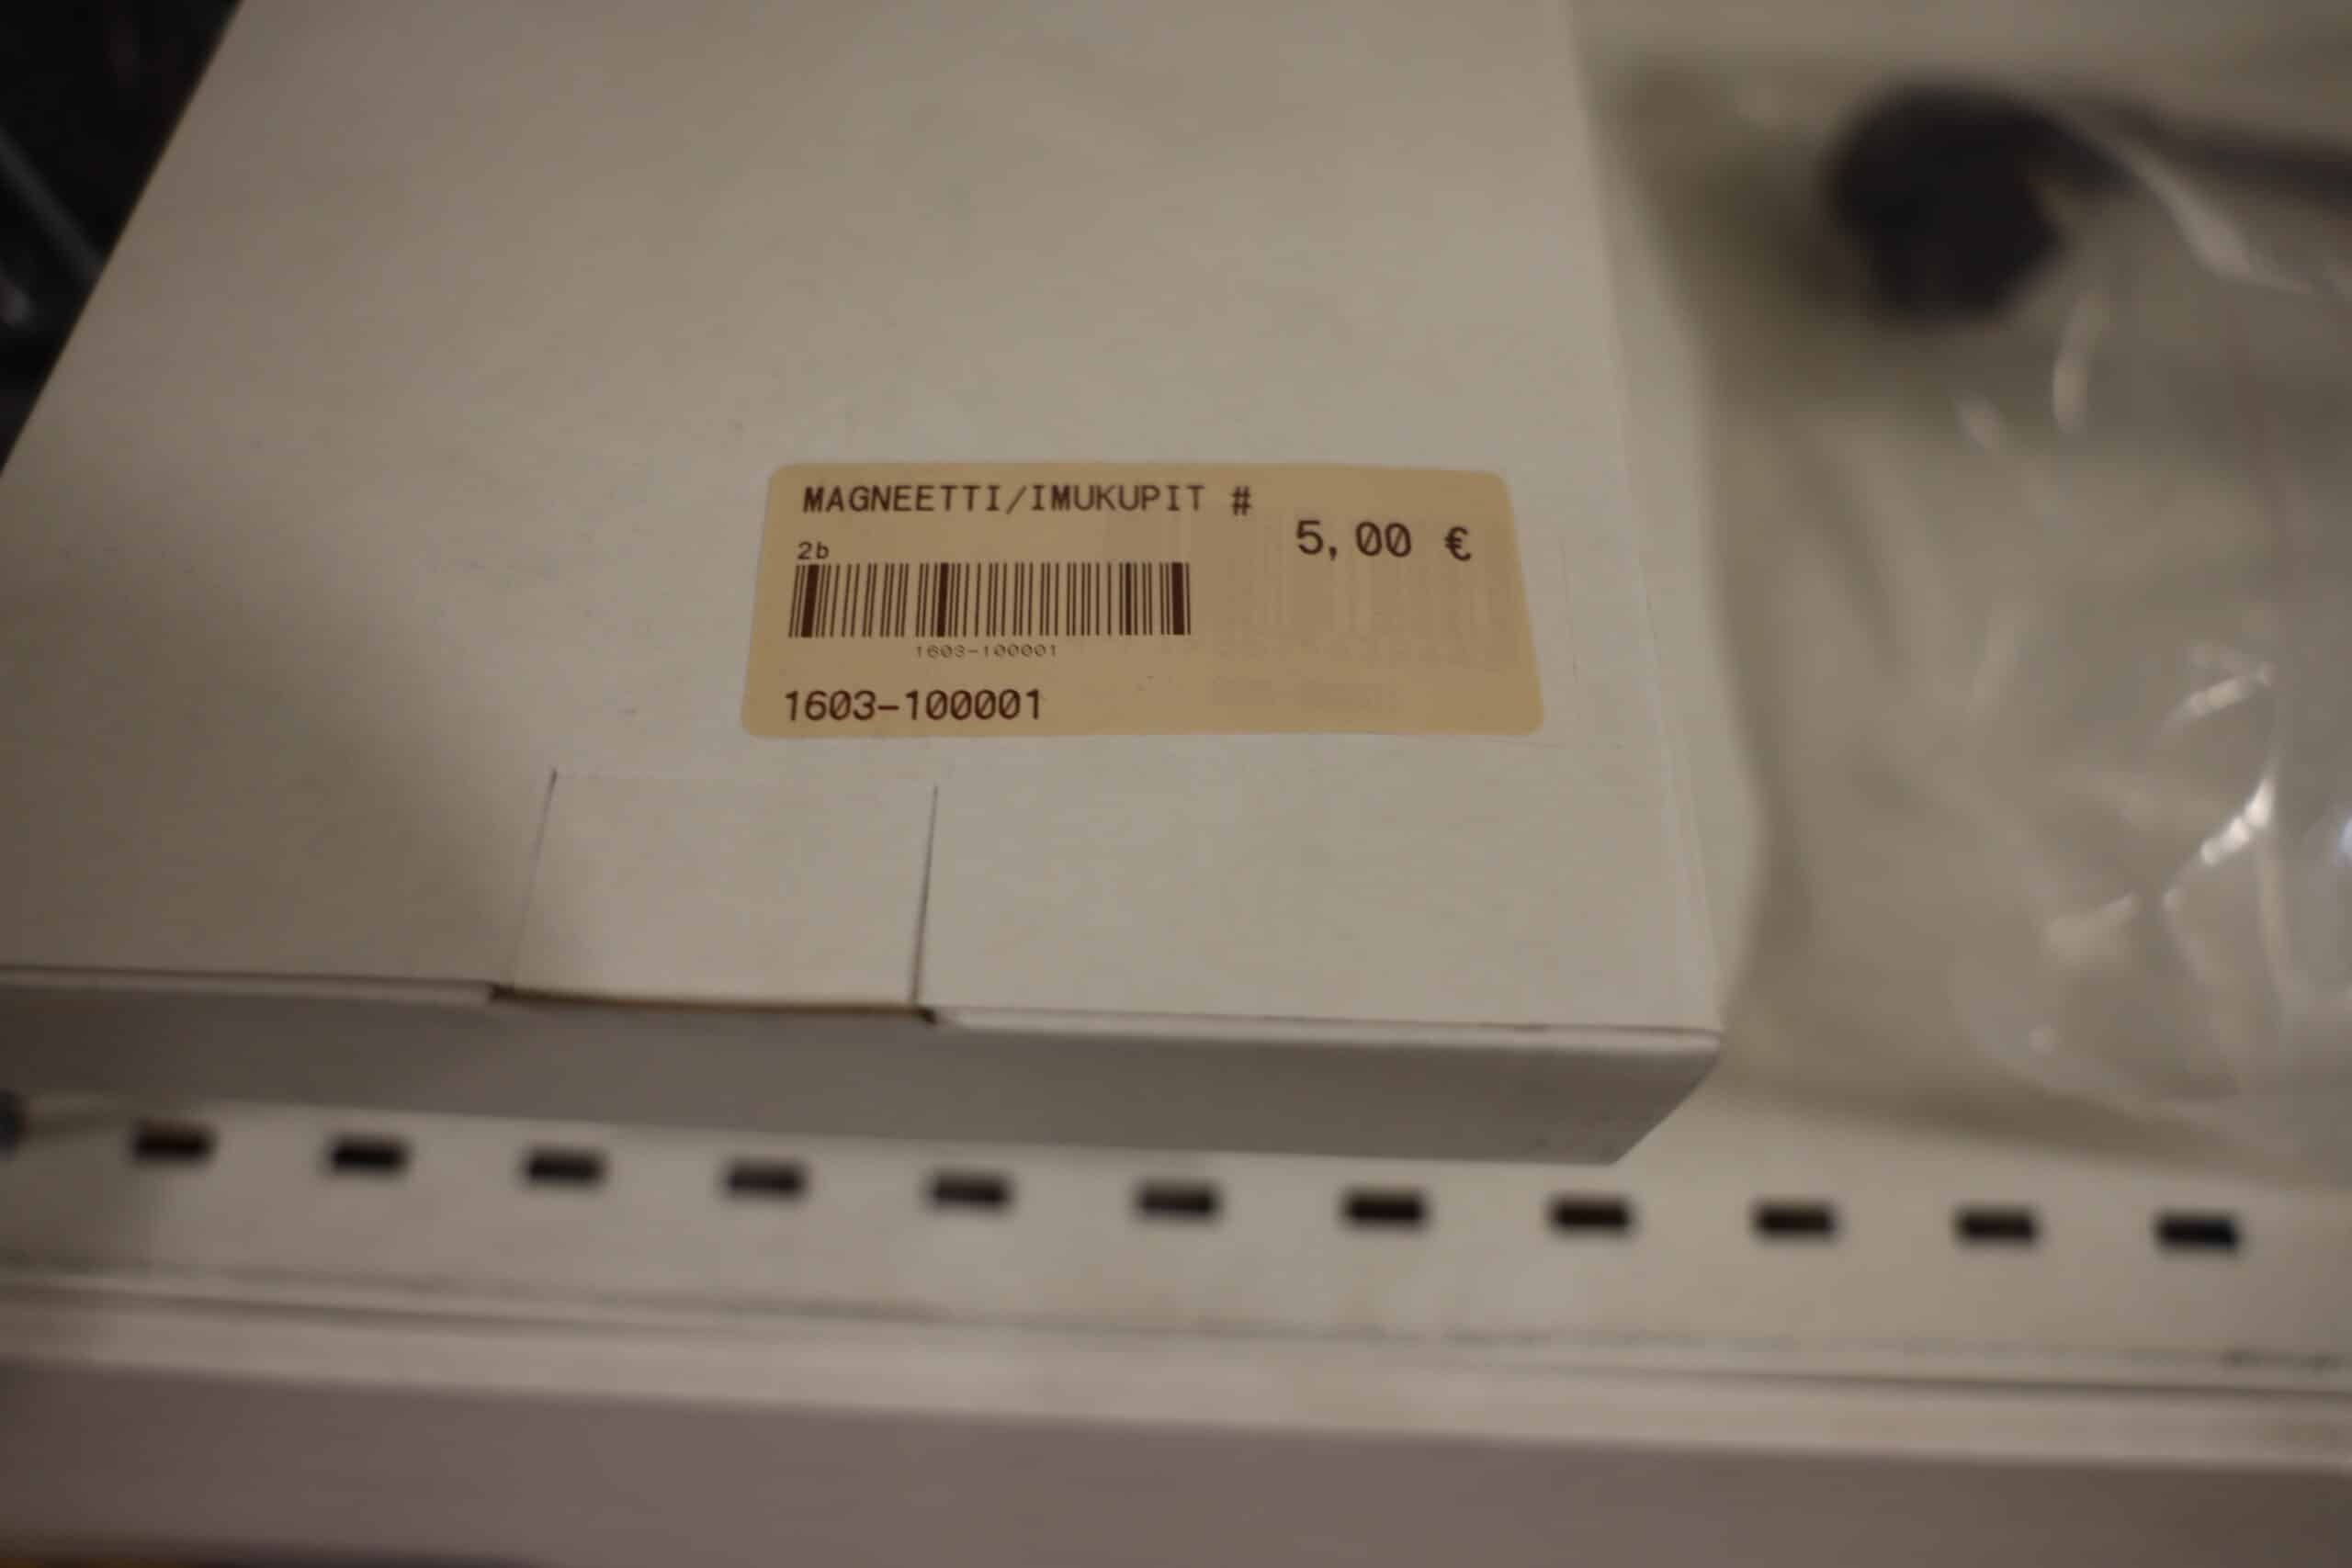 MAGNEETTI/IMUKUPIT #
5,00 €
2b
1603-100001
1603-100001